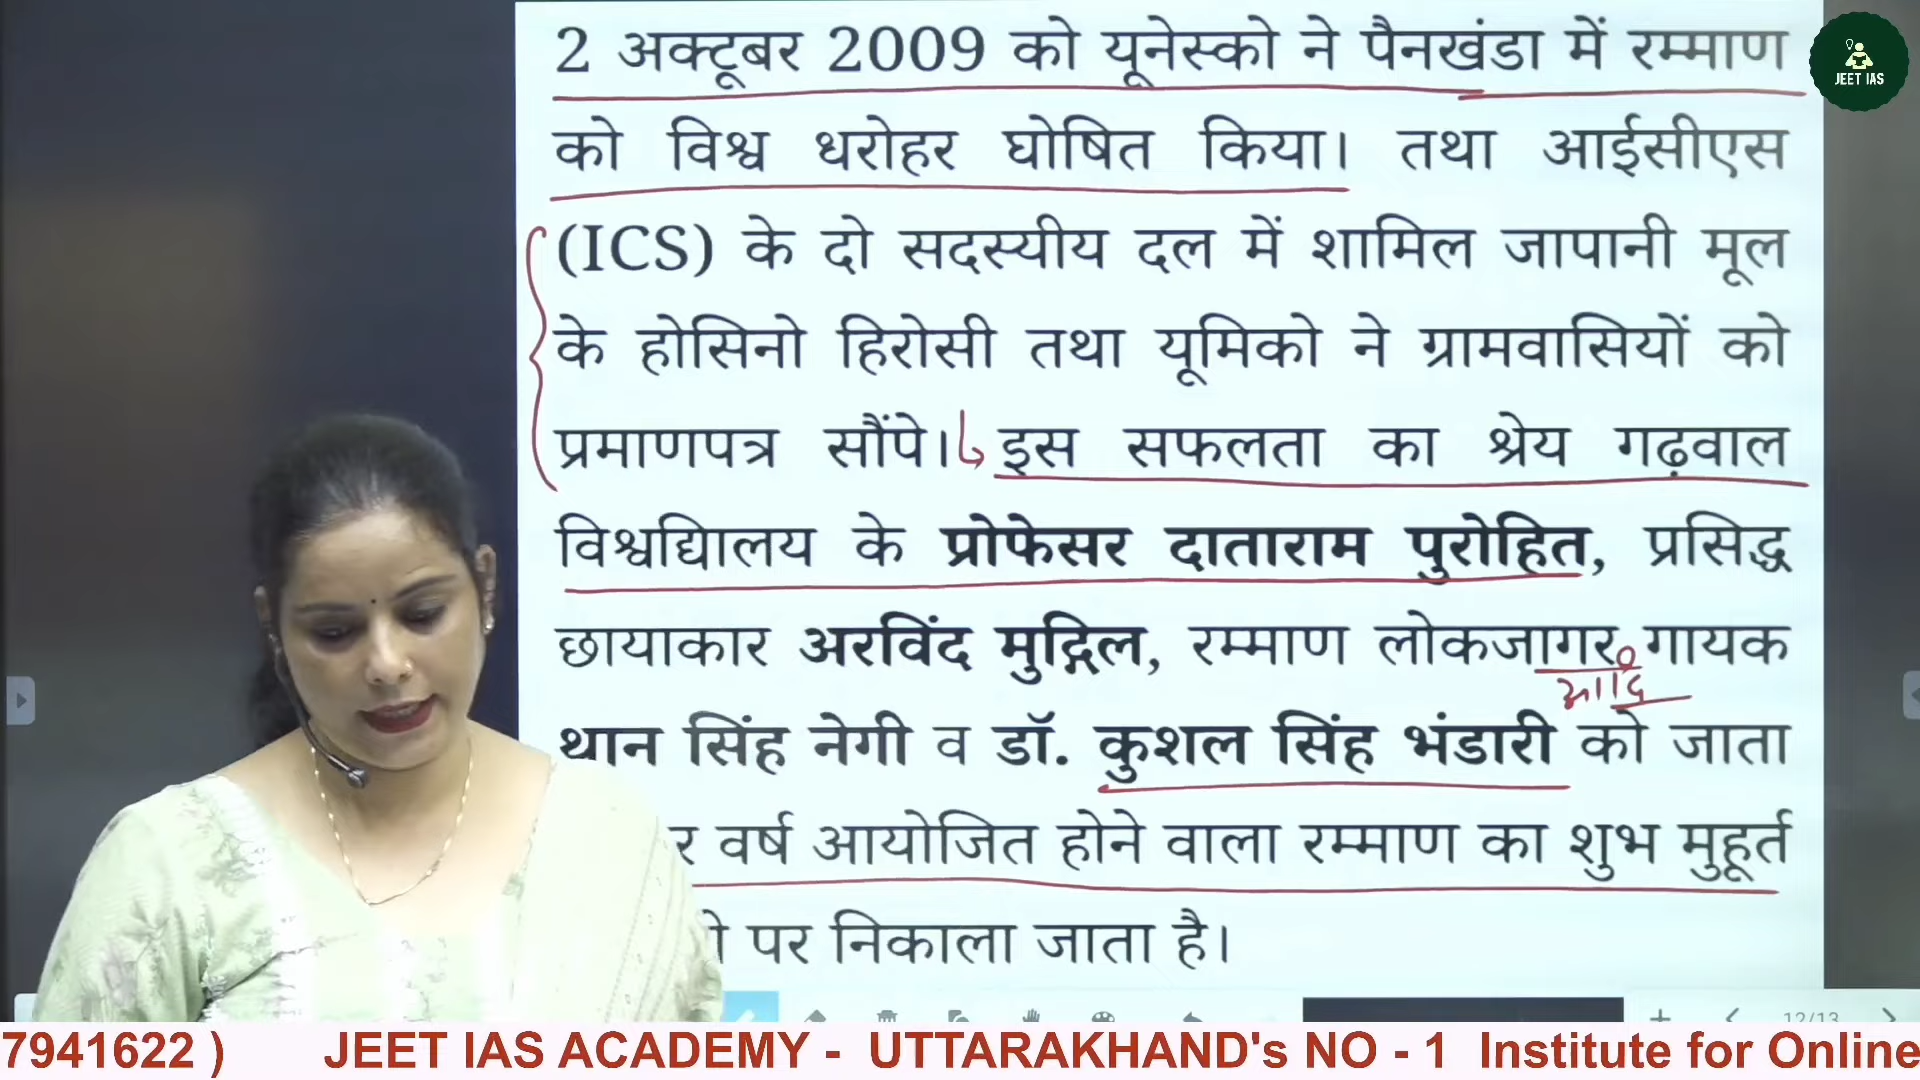 2 अक्टूबर 2009 को यूनेस्को ने पैनखंडा में रम्माण
को विश्व धरोहर घोषित किया। तथा आईसीएस
(ICS) के दो सदस्यीय दल में शामिल जापानी मूल
के होसिनो हिरोसी तथा यूमिको ने ग्रामवासियों को
प्रमाणपत्र सौंपे। इस सफलता का श्रेय गढ़वाल
विश्वद्यिालय के प्रोफेसर दाताराम पुरोहित, प्रसिद्ध
छायाकार अरविंद मुद्गिल, रम्माण लोकजागर गायक
आदि
थान सिंह नेगी व डॉ. कुशल सिंह भंडारी को जाता
वर्ष आयोजित होने वाला रम्माण का शुभ मुहूर्त
पर निकाला जाता है।
JEET IAS
12/13
7941622 ) JEET IAS ACADEMY - UTTARAKHAND's NO - 1 Institute for Online